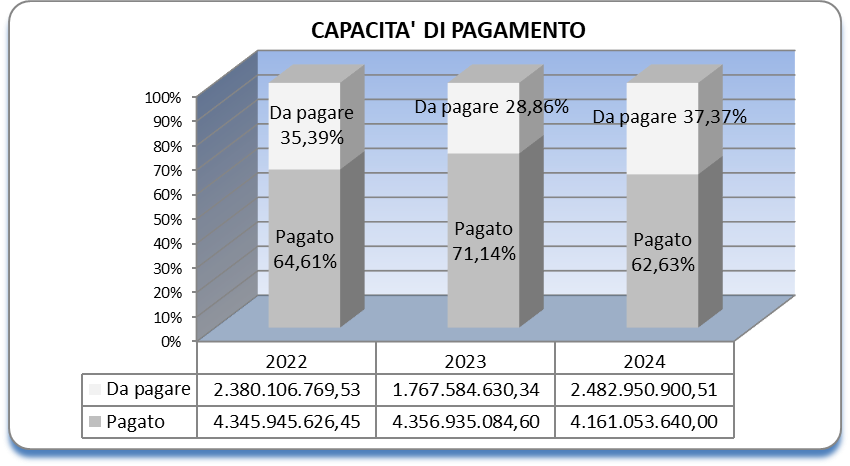 CAPACITA' DI PAGAMENTO
100%
90%
80%
70%
60%
50%
40%
30%
20%
10%
0%
Da pagare
35,39%
Da pagare 28,86%
Da pagare 37,37%
Pagato
64,61%
Pagato
71,14%
Pagato
62,63%
2022 2023 2024
Da pagare 2.380.106.769,53 1.767.584.630,34 2.482.950.900,51
Pagato 4.345.945.626,45 4.356.935.084,60 4.161.053.640,00